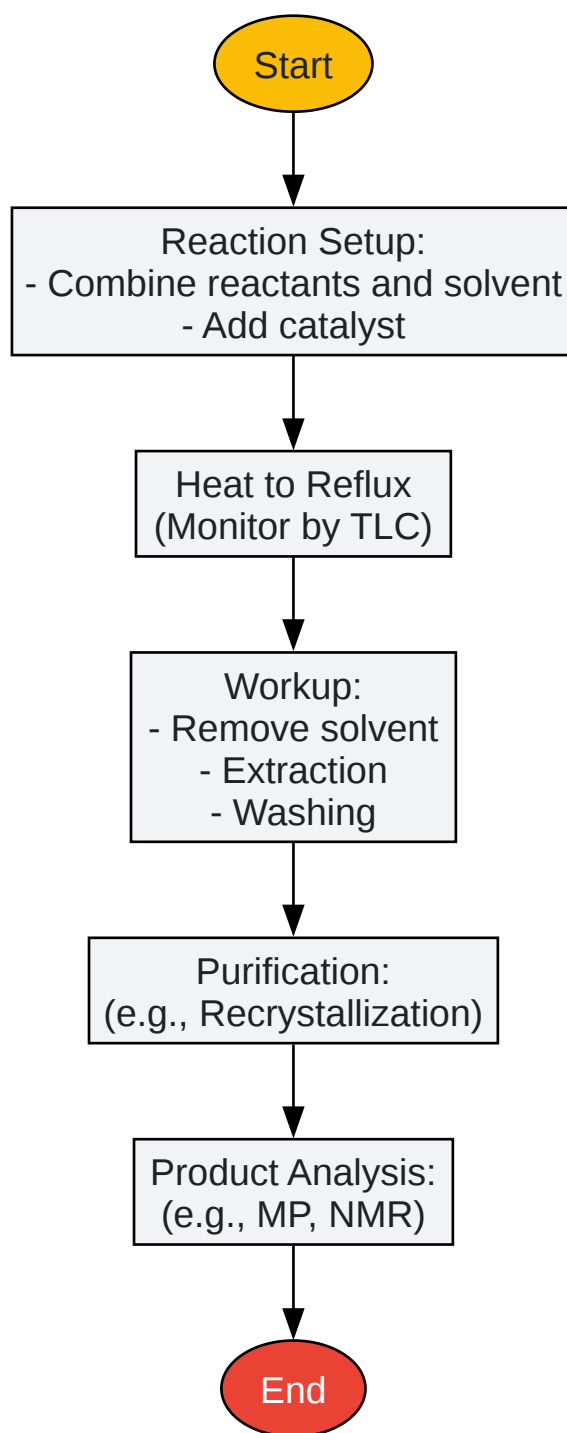 Start
Reaction Setup:
- Combine reactants and solvent
- Add catalyst
Heat to Reflux
(Monitor by TLC)
Workup:
- Remove solvent
- Extraction
- Washing
Purification:
(e.g., Recrystallization)
Product Analysis:
(e.g., MP, NMR)
End